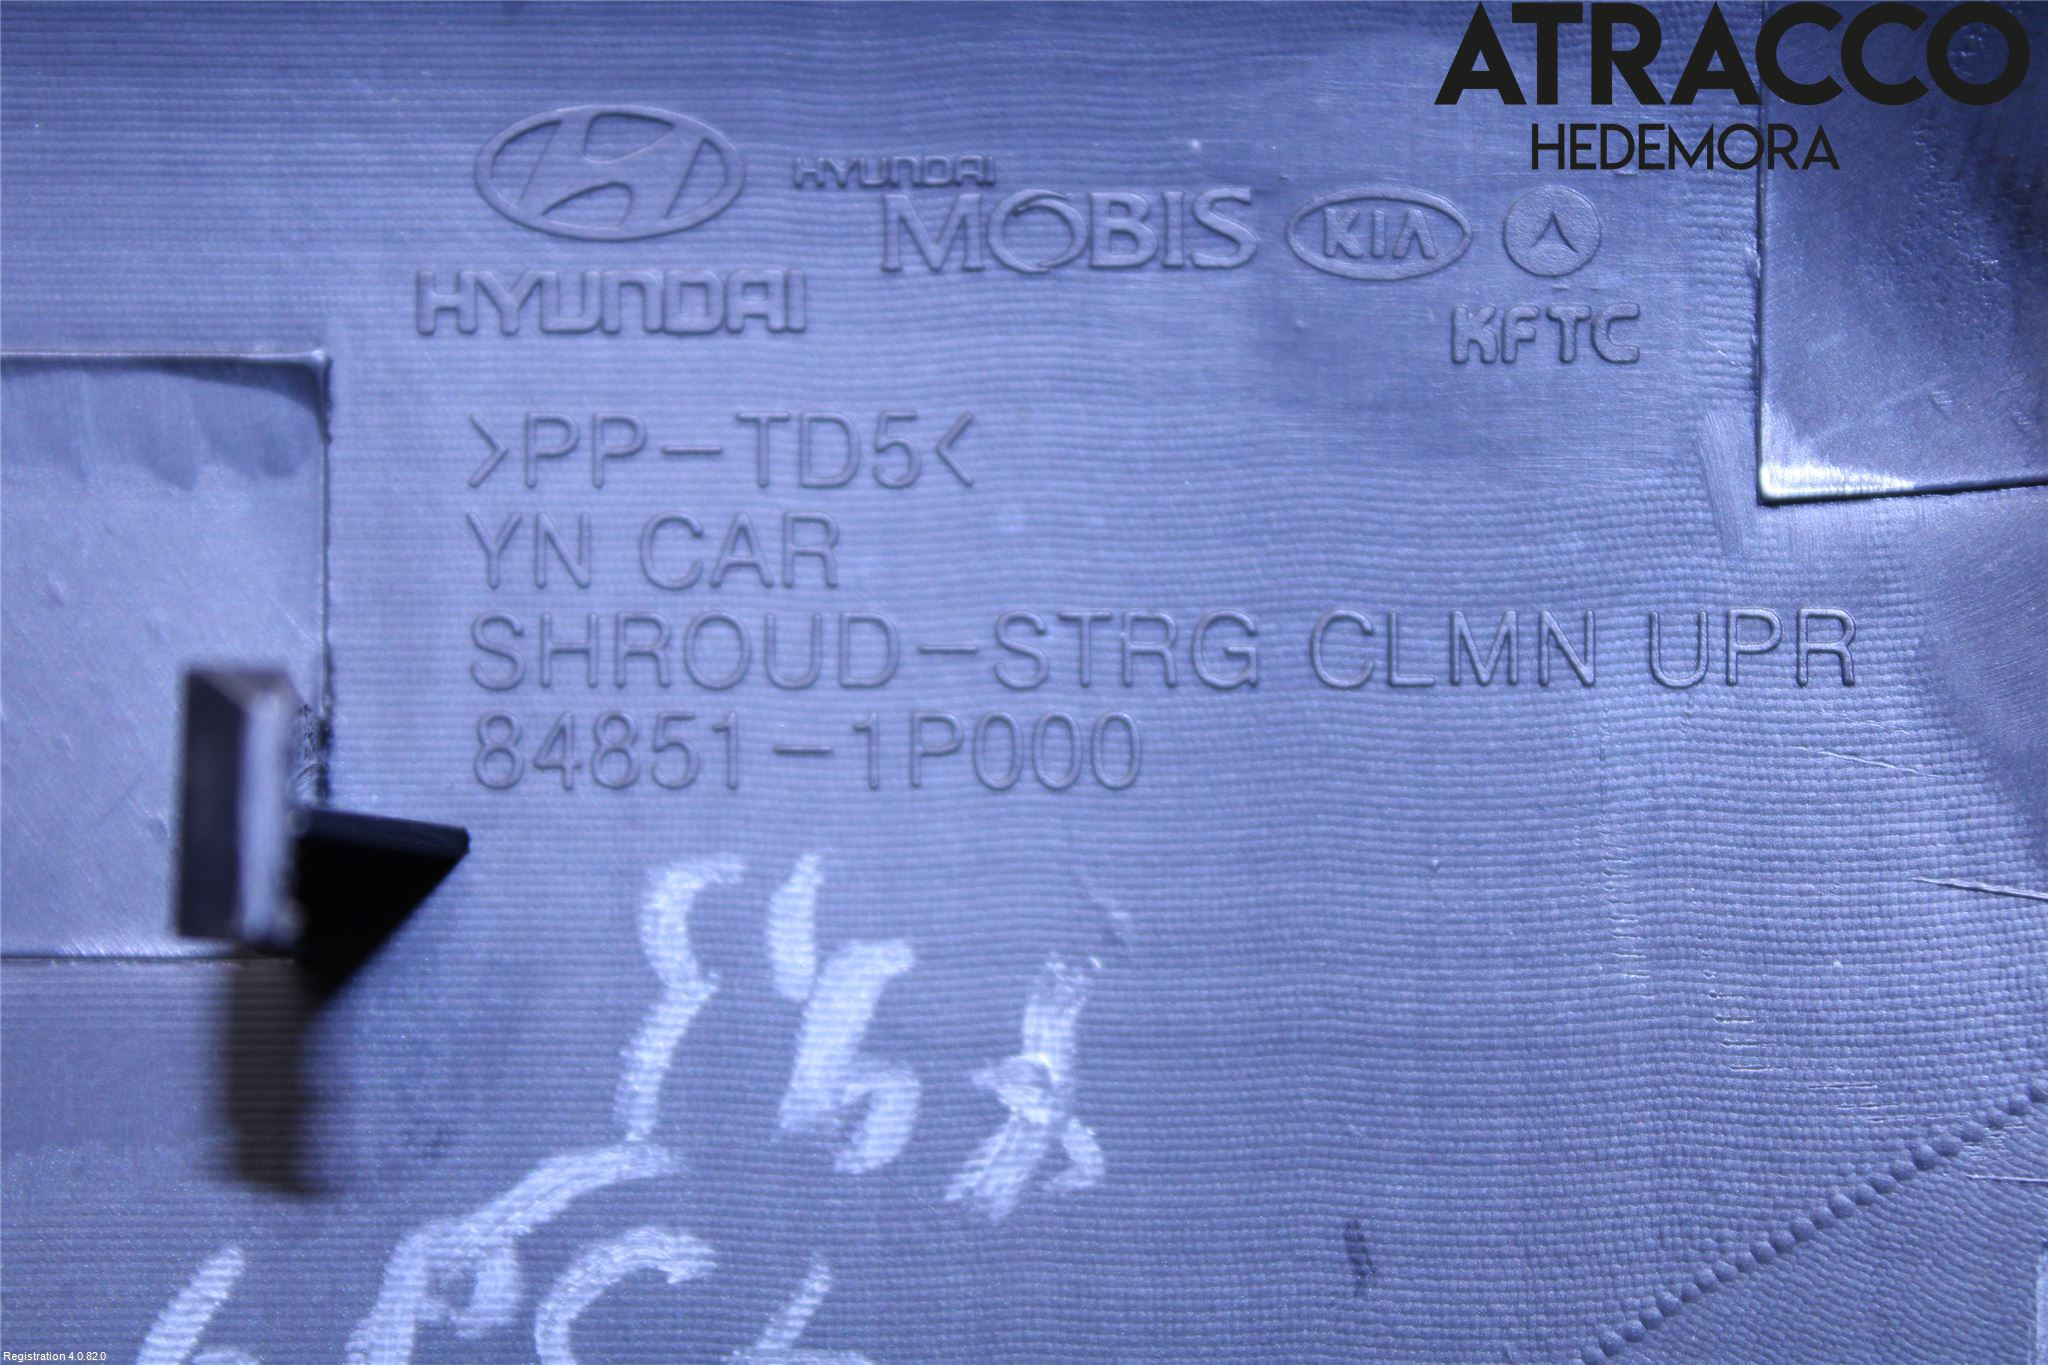 ATRACCO
HEDEMORA
HYUNDAI
HYUNDAI
MOBIS
KIA
KFTC
>PP-TD5<
YN CAR
SHROUD-STRG CLMN UPR
84851-1P000
Registration 4.0.82.0